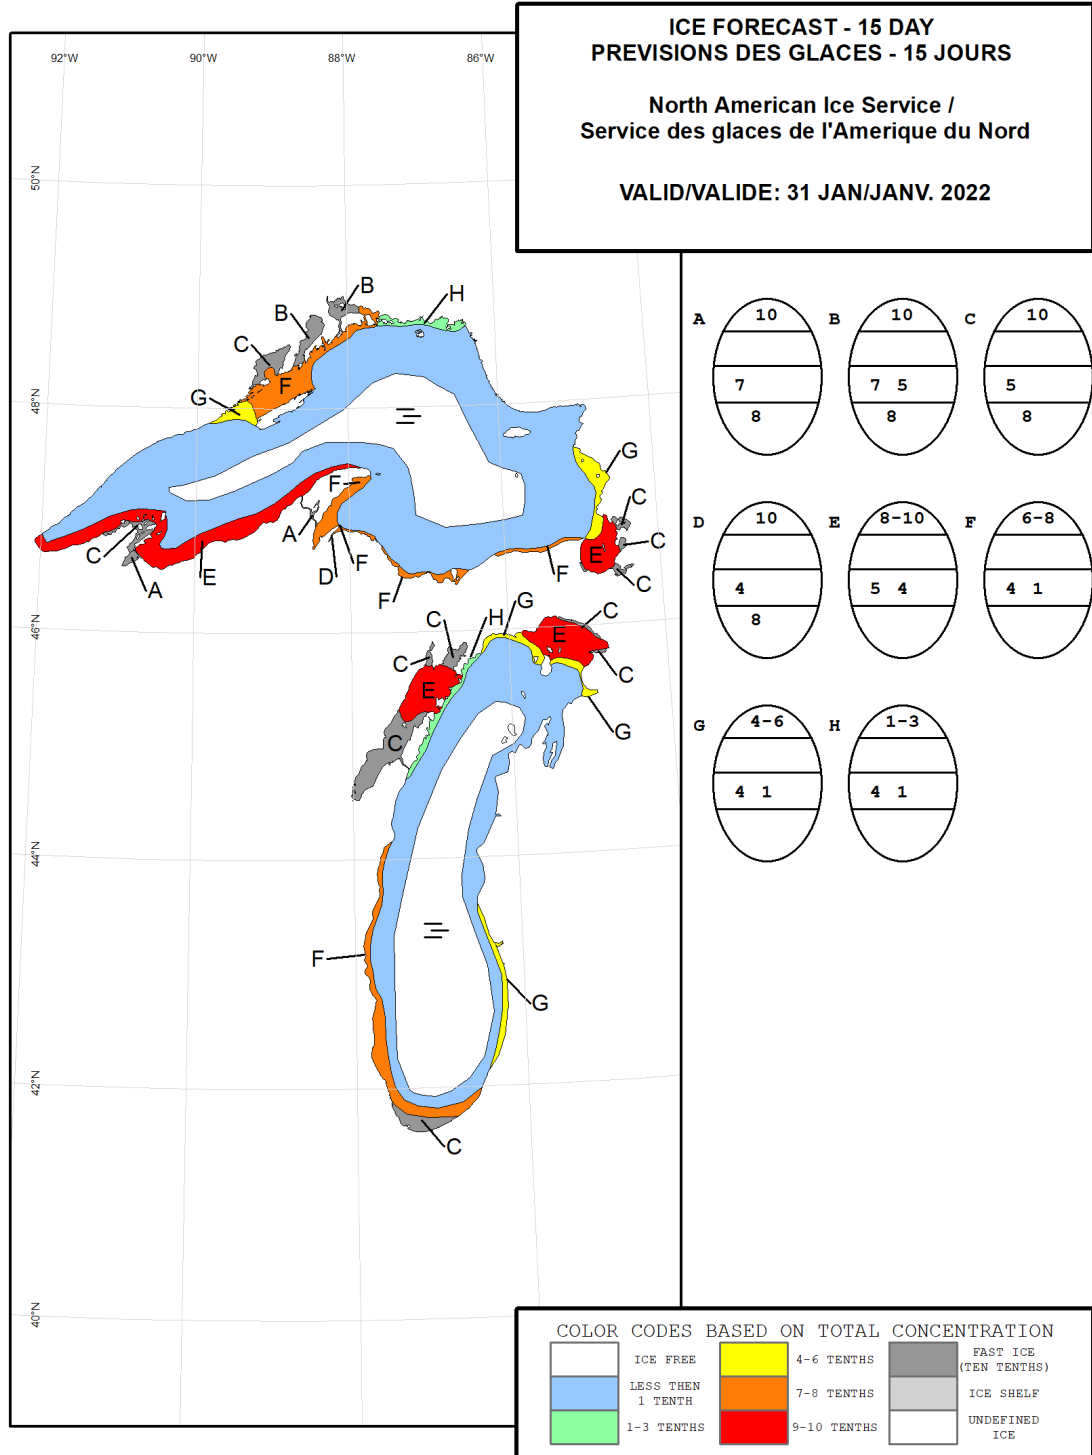 ICE FORECAST - 15 DAY
PREVISIONS DES GLACES - 15 JOURS
North American Ice Service /
Service des glaces de l'Amerique du Nord
VALID/VALIDE: 31 JAN/JANV. 2022
92°W 90°W 88°W 86°W
50°N
48°N
46°N
44°N
42°N
40°N
B
H
B
C
F
G
G
F
C
A
C
E
C
F
C
A
E
D
F
F
F
C
G
H
C
E
C
C
C
E
G
C
F
G
C
A 10
7
8
B 10
7 5
8
C 10
5
8
D 10
4
8
E 8-10
5 4
F 6-8
4 1
G 4-6
4 1
H 1-3
4 1
COLOR CODES BASED ON TOTAL CONCENTRATION
ICE FREE
LESS THEN
1 TENTH
1-3 TENTHS
4-6 TENTHS
7-8 TENTHS
9-10 TENTHS
FAST ICE
(TEN TENTHS)
ICE SHELF
UNDEFINED
ICE